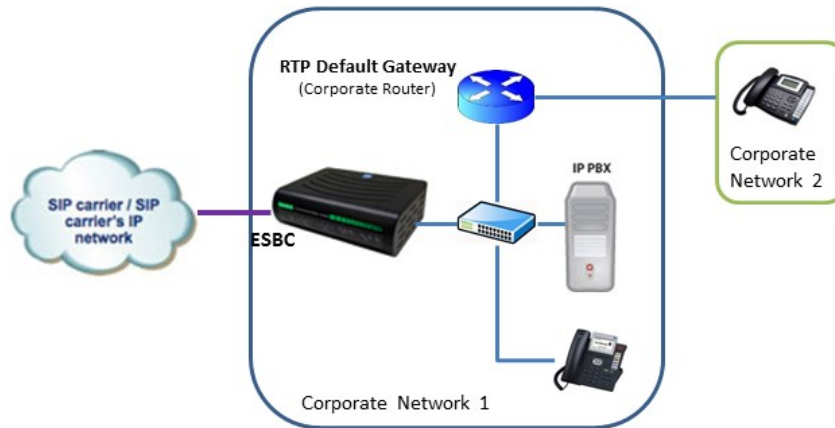 RTP Default Gateway
(Corporate Router)
IP PBX
Corporate
Network 2
SIP carrier / SIP
carrier's IP
network
ESBC
Corporate Network 1